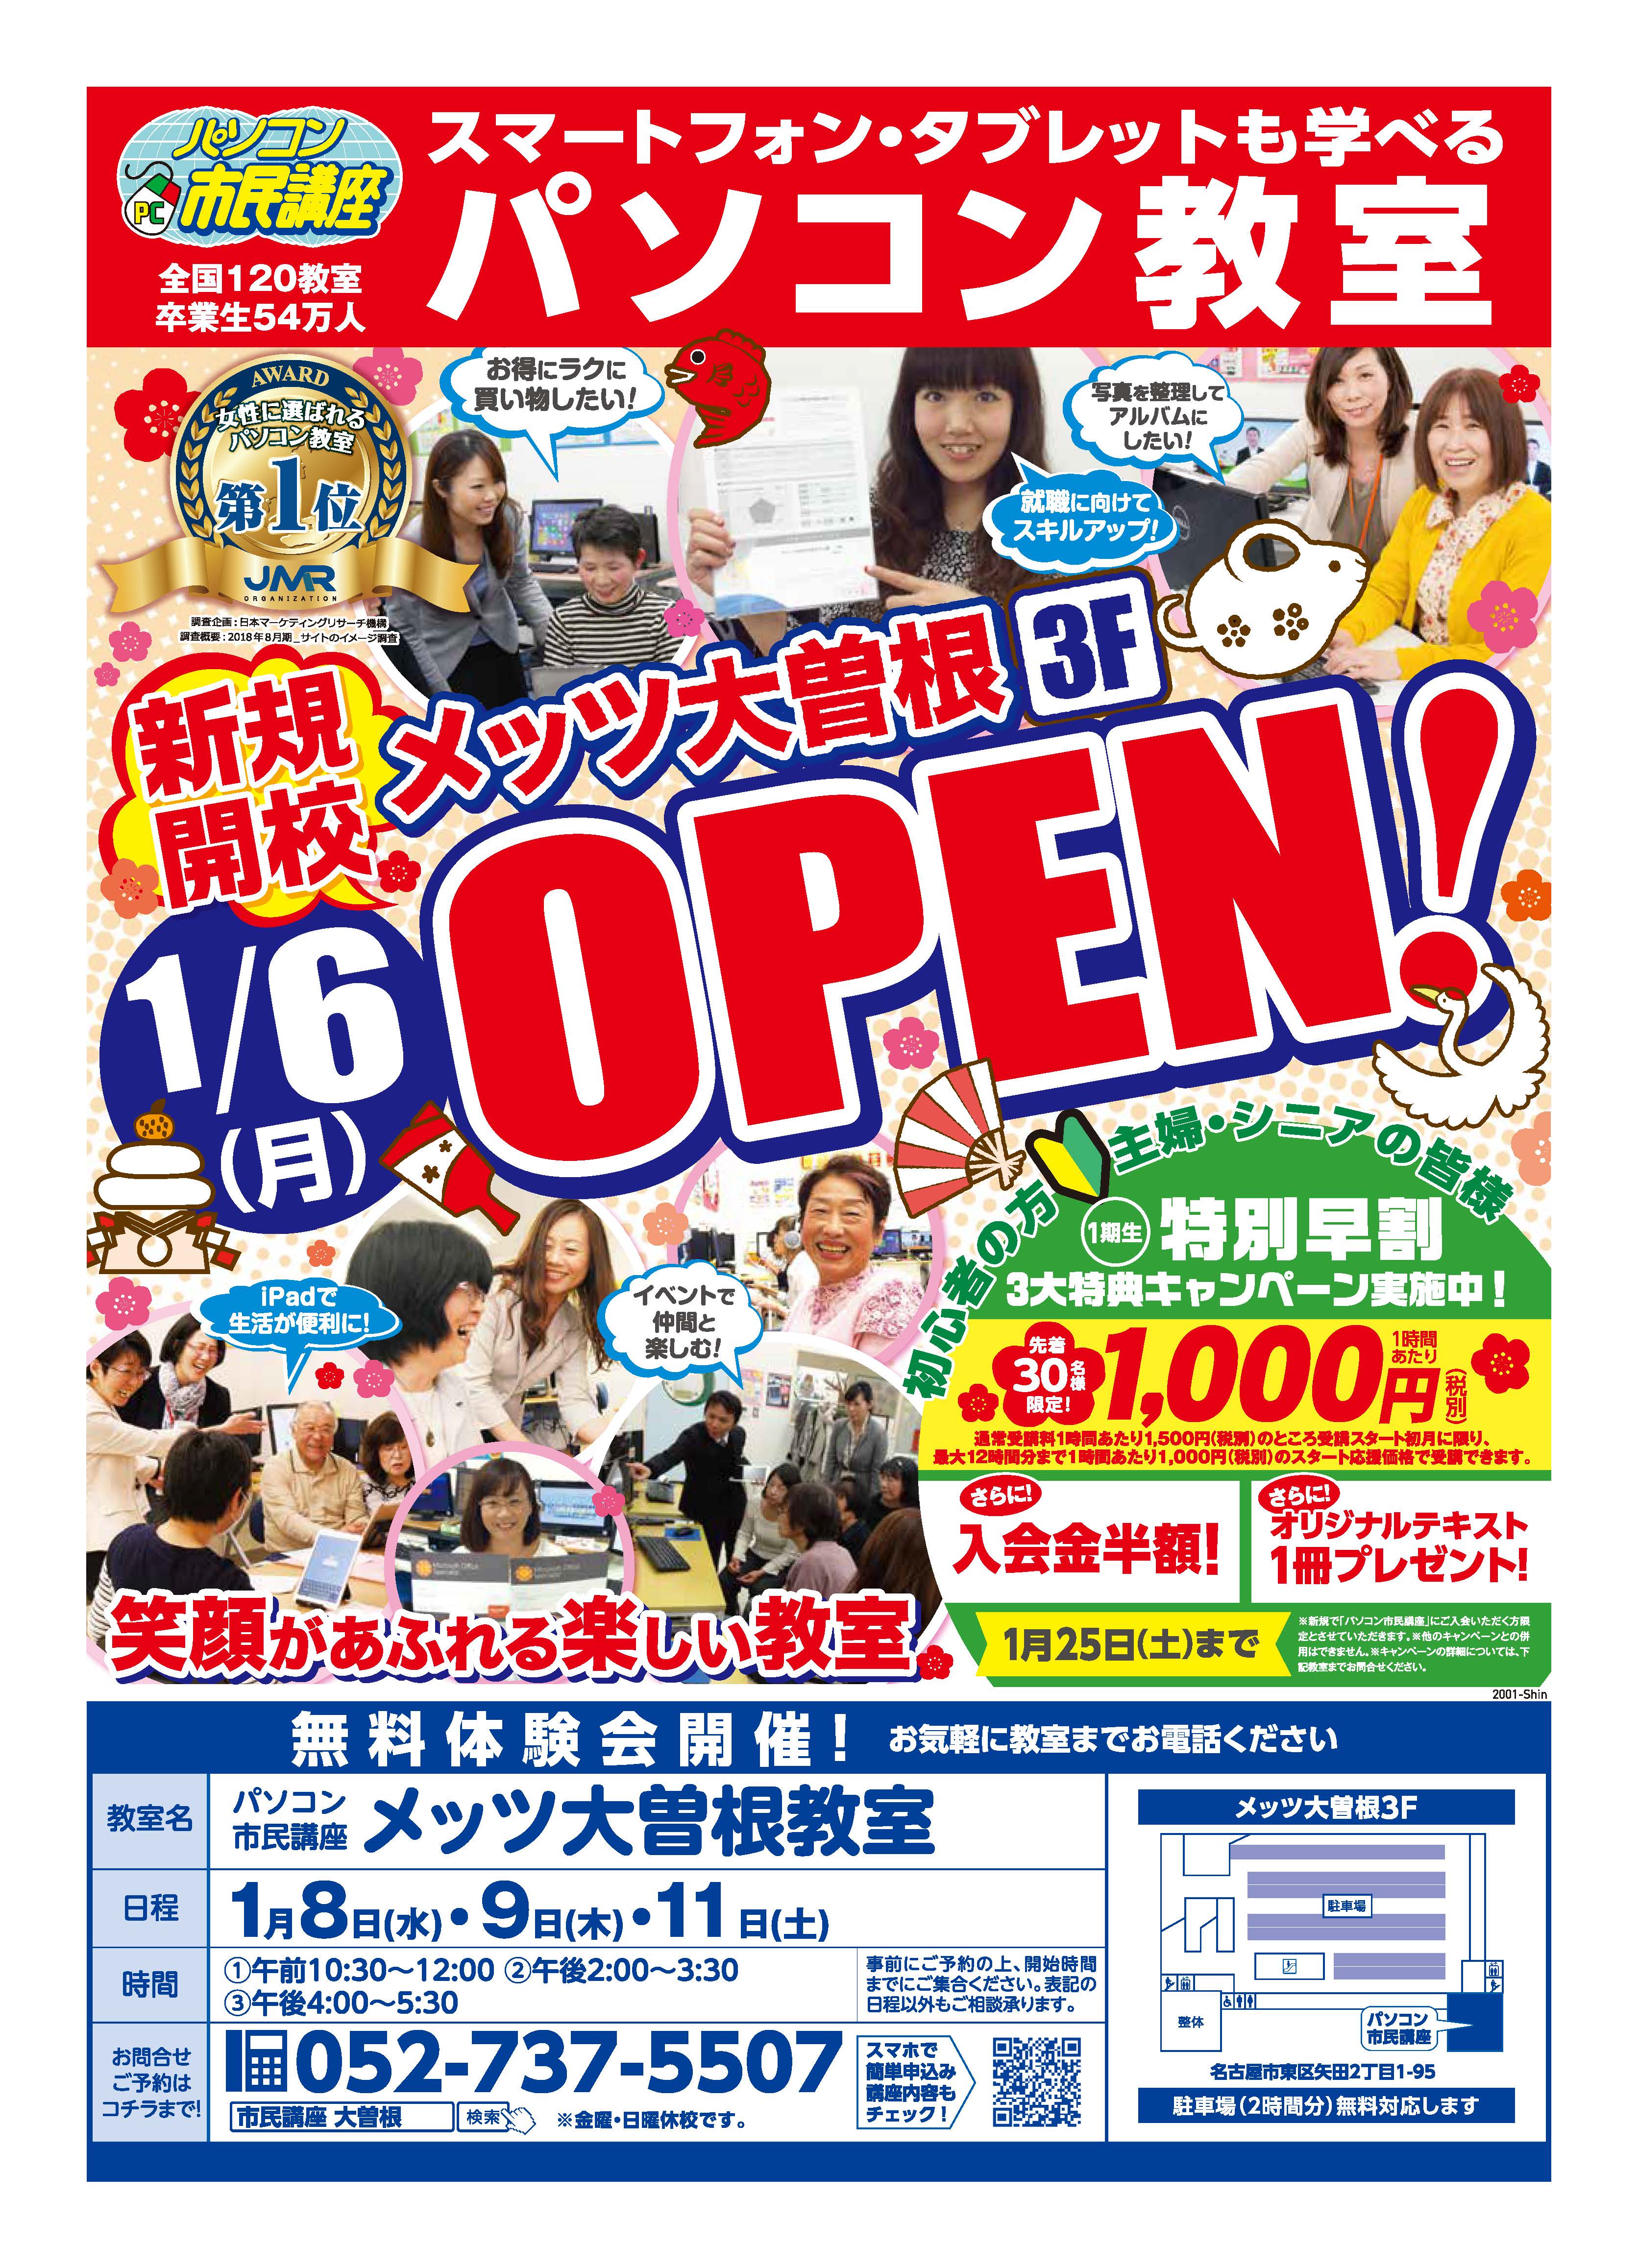 パソコン
市民講座
PC
全国120教室
卒業生54万人
スマートフォン・タブレットも学べる
パソコン教室
AWARD
女性に選ばれる
パソコン教室
第1位
JMR
ORGANIZATION
調査企画:日本マーケティングリサーチ機構
調査概要:2018年8月期_サイトのイメージ調査
お得にラクに
買い物したい!
就職に向けて
スキルアップ!
写真を整理して
アルバムに
したい!
新規
開校
メッツ大曽根 3F
1/6
(月)
OPEN!
iPadで
生活が便利に!
イベントで
仲間と
楽しむ!
Microsoft Office
Specialist
笑顔があふれる楽しい教室
初心者の方 主婦・シニアの皆様
1期生 特別早割
3大特典キャンペーン実施中!
先着
30名様
限定!
1,000円
1時間
あたり
(税別)
通常受講料1時間あたり1,500円(税別)のところ受講スタート初月に限り、
最大12時間分まで1時間あたり1,000円(税別)のスタート応援価格で受講できます。
さらに!
入会金半額!
さらに!
オリジナルテキスト
1冊プレゼント!
1月25日(土)まで
※新規で「パソコン市民講座」にご入会いただく方限
定とさせていただきます。※他のキャンペーンとの併
用はできません。※キャンペーンの詳細については、下
記教室までお問合せください。
2001-Shin
無料体験会開催! お気軽に教室までお電話ください
教室名
パソコン
市民講座
メッツ大曽根教室
日程
1月8日(水)・9日(木)・11日(土)
時間
①午前10:30〜12:00 ②午後2:00〜3:30
③午後4:00〜5:30
事前にご予約の上、開始時間
までにご集合ください。表記の
日程以外もご相談承ります。
お問合せ
ご予約は
コチラまで!
052-737-5507
市民講座 大曽根 検索
※金曜・日曜休校です。
スマホで
簡単申込み
講座内容も
チェック!
メッツ大曽根3F
駐車場
整体
パソコン
市民講座
名古屋市東区矢田2丁目1-95
駐車場(2時間分)無料対応します